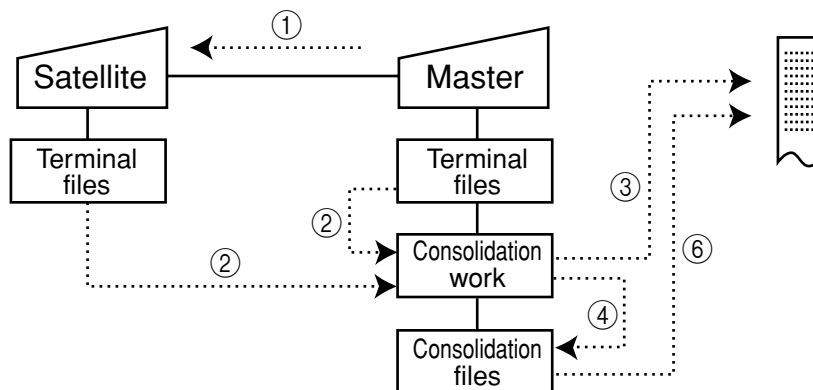 ①
Satellite
Master
Terminal
files
Terminal
files
②
②
③
Consolidation
work
⑥
④
Consolidation
files